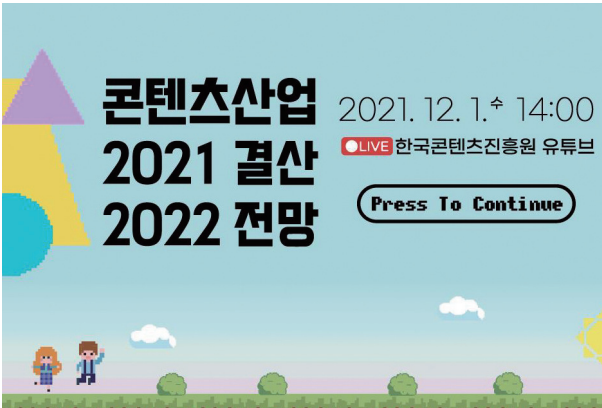 콘텐츠산업
2021 결산
2022 전망
2021. 12. 1.수 14:00
LIVE 한국콘텐츠진흥원 유튜브
Press To Continue